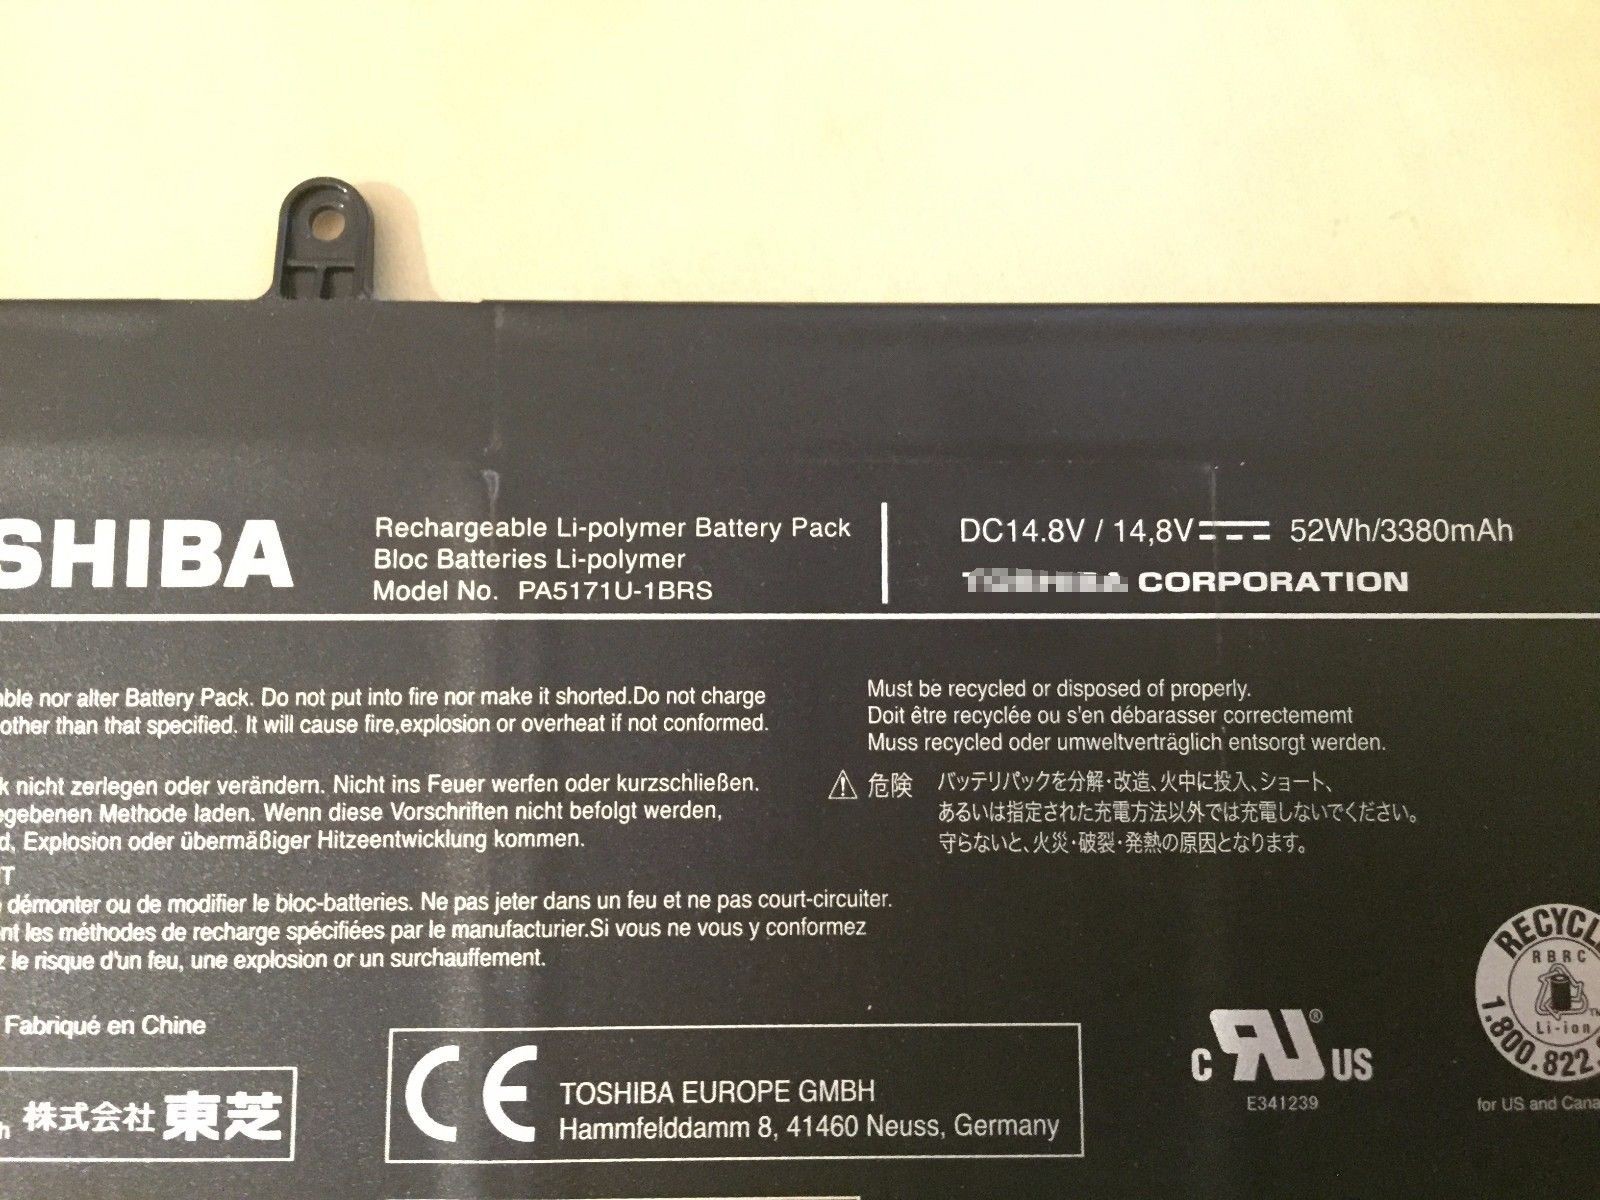 SHIBA
Rechargeable Li-polymer Battery Pack
Bloc Batteries Li-polymer
Model No. PA5171U-1BRS
DC14.8V / 14,8V 52Wh/3380mAh
CORPORATION
nor alter Battery Pack. Do not put into fire nor make it shorted.Do not charge
other than that specified. It will cause fire,explosion or overheat if not conformed.
Must be recycled or disposed of properly.
Doit être recyclée ou s'en débarasser correctememt
Muss recycled oder umweltverträglich entsorgt werden.
nicht zerlegen oder verändern. Nicht ins Feuer werfen oder kurzschließen.
gegebenen Methode laden. Wenn diese Vorschriften nicht befolgt werden,
Explosion oder übermäßiger Hitzeentwicklung kommen.
⚠ 危険 バッテリパックを分解・改造、火中に投入、ショート、
あるいは指定された充電方法以外では充電しないでください。
守らないと、火災・破裂・発熱の原因となります。
démonter ou de modifier le bloc-batteries. Ne pas jeter dans un feu et ne pas court-circuiter.
les méthodes de recharge spécifiées par le manufacturier.Si vous ne vous y conformez
le risque d'un feu, une explosion or un surchauffement.
Fabriqué en Chine
株式会社 東芝
CE
TOSHIBA EUROPE GMBH
Hammfelddamm 8, 41460 Neuss, Germany
C RU ® US
E341239
RECYCL
RBRC
Li-ion
TM
1.800.822.
for US and Cana